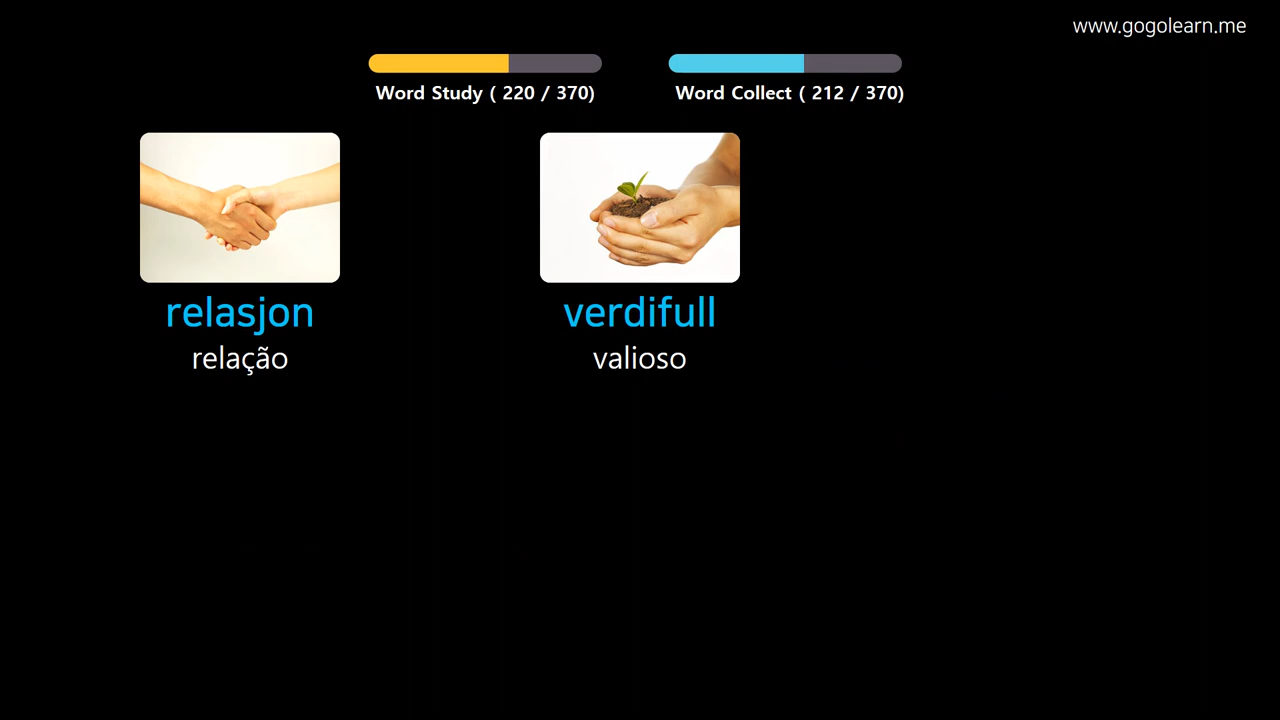 www.gogolearn.me
Word Study ( 220 / 370)
Word Collect ( 212 / 370)
relasjon
relação
verdifull
valioso